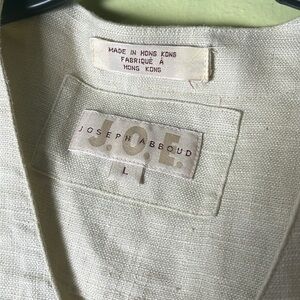 MADE IN HONG KONG
FABRIQUÉ À
HONG KONG
J.O.E.
JOSEPH ABBOUD
L